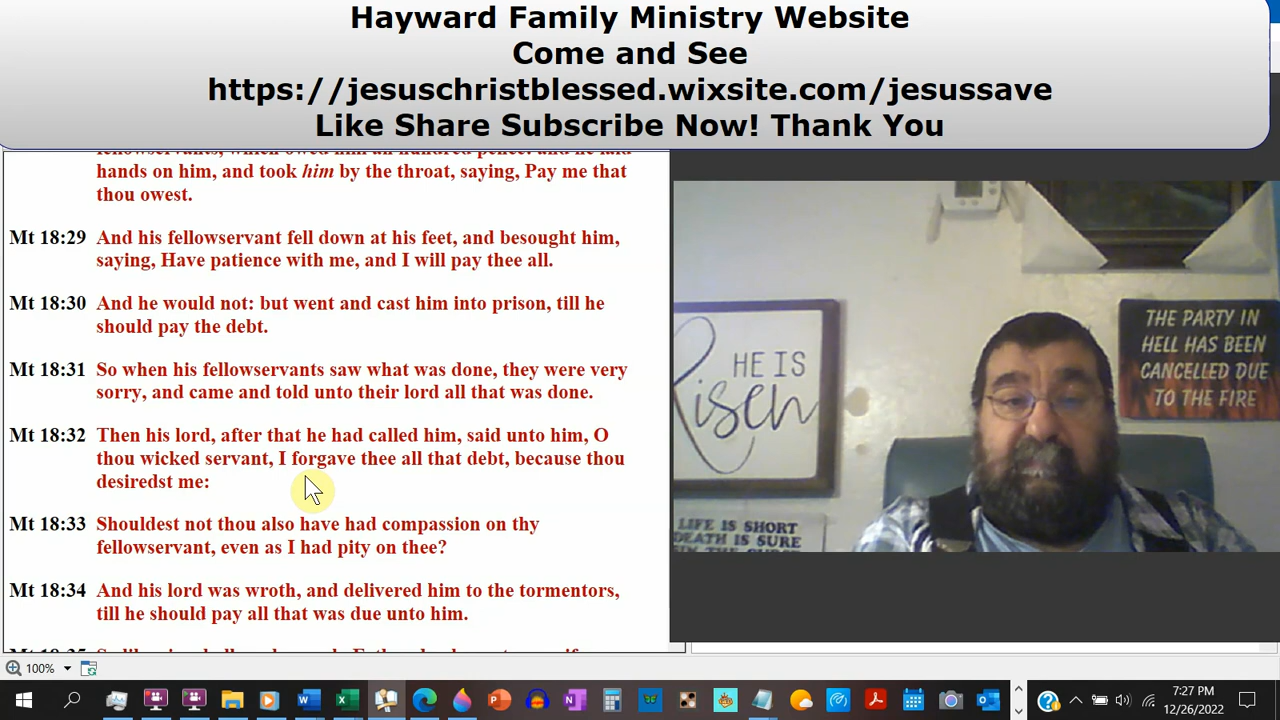 Hayward Family Ministry Website
Come and See
https://jesuschristblessed.wixsite.com/jesussave
Like Share Subscribe Now! Thank You
hands on him, and took him by the throat, saying, Pay me that
thou owest.
Mt 18:29 And his fellowservant fell down at his feet, and besought him,
saying, Have patience with me, and I will pay thee all.
Mt 18:30 And he would not: but went and cast him into prison, till he
should pay the debt.
Mt 18:31 So when his fellowservants saw what was done, they were very
sorry, and came and told unto their lord all that was done.
Mt 18:32 Then his lord, after that he had called him, said unto him, O
thou wicked servant, I forgave thee all that debt, because thou
desiredst me:
Mt 18:33 Shouldest not thou also have had compassion on thy
fellowservant, even as I had pity on thee?
Mt 18:34 And his lord was wroth, and delivered him to the tormentors,
till he should pay all that was due unto him.
HE IS
Risen
THE PARTY IN
HELL HAS BEEN
CANCELLED DUE
TO THE FIRE
LIFE IS SHORT
DEATH IS SURE
100%
7:27 PM
12/26/2022